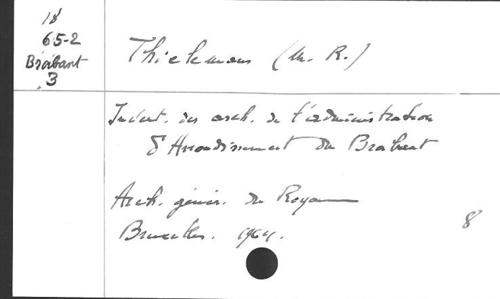 18
65-2
Brabant
3
Thielemans (M. R.)
Invent. des arch. de l'administration
d'Arrondissement du Brabant
Arch. génér. du Royaume
Bruxelles. 1964.
8